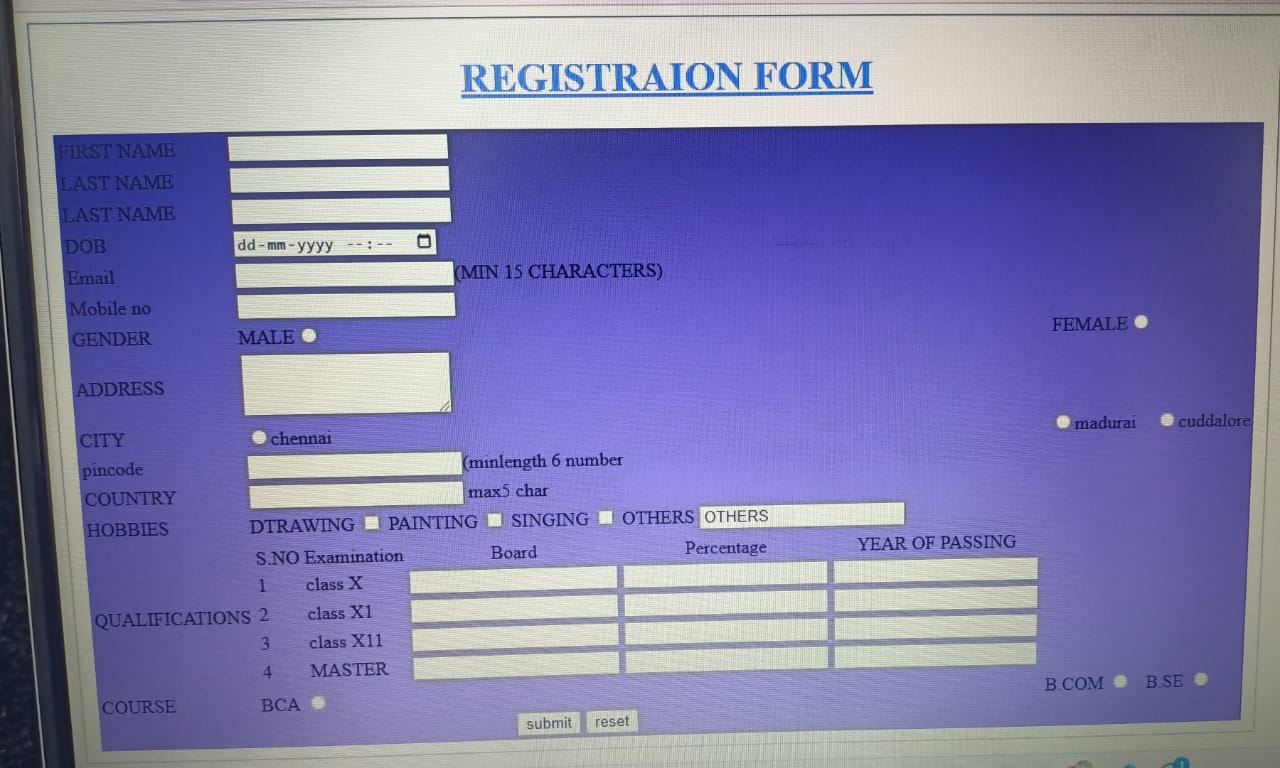 REGISTRAION FORM
FIRST NAME
LAST NAME
LAST NAME
DOB dd-mm-yyyy --:--
Email (MIN 15 CHARACTERS)
Mobile no
GENDER MALE FEMALE
ADDRESS
CITY chennai madurai cuddalore
pincode (minlength 6 number
COUNTRY max5 char
HOBBIES DTRAWING PAINTING SINGING OTHERS OTHERS
S.NO Examination Board Percentage YEAR OF PASSING
1 class X
QUALIFICATIONS 2 class X1
3 class X11
4 MASTER
COURSE BCA B.COM B.SE
submit reset